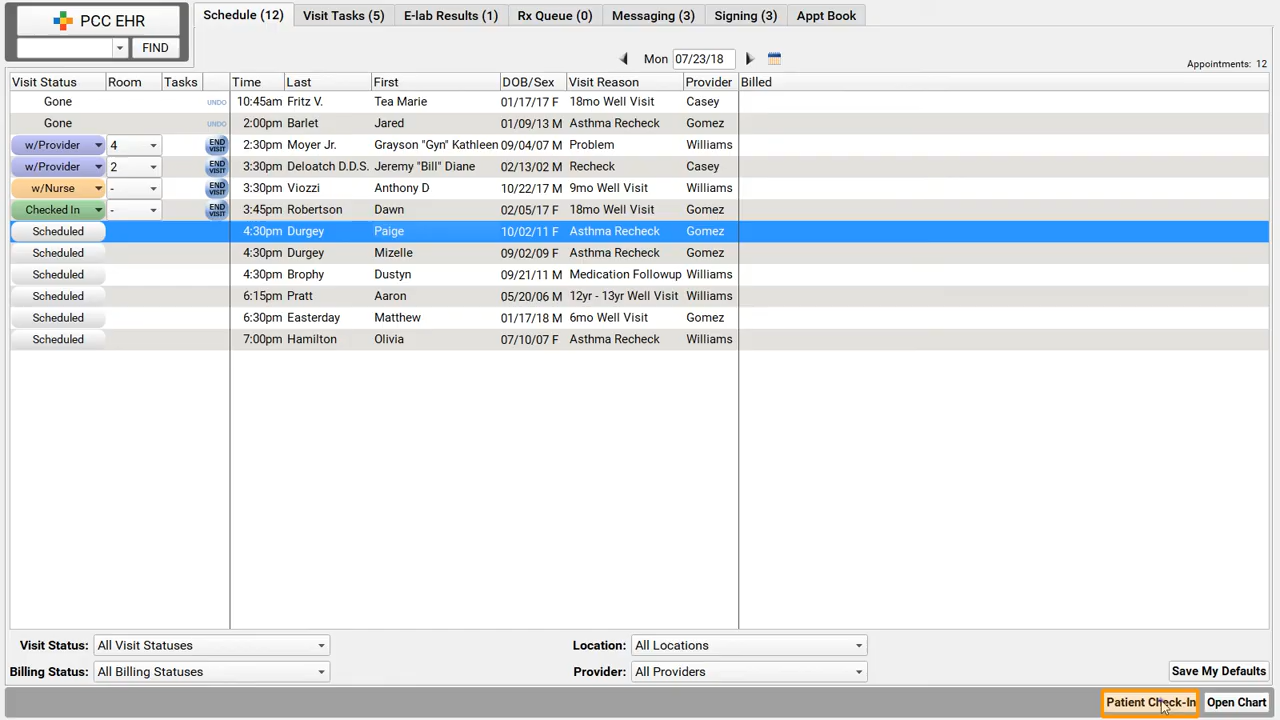 PCC EHR Schedule (12) Visit Tasks (5) E-lab Results (1) Rx Queue (0) Messaging (3) Signing (3) Appt Book
FIND
Mon 07/23/18
Appointments: 12
Visit Status Room Tasks Time Last First DOB/Sex Visit Reason Provider Billed
Gone UNDO 10:45am Fritz V. Tea Marie 01/17/17 F 18mo Well Visit Casey
Gone UNDO 2:00pm Barlet Jared 01/09/13 M Asthma Recheck Gomez
w/Provider 4 END VISIT 2:30pm Moyer Jr. Grayson "Gyn" Kathleen 09/04/07 M Problem Williams
w/Provider 2 END VISIT 3:30pm Deloatch D.D.S. Jeremy "Bill" Diane 02/13/02 M Recheck Casey
w/Nurse - END VISIT 3:30pm Viozzi Anthony D 10/22/17 M 9mo Well Visit Williams
Checked In - END VISIT 3:45pm Robertson Dawn 02/05/17 F 18mo Well Visit Gomez
Scheduled 4:30pm Durgey Paige 10/02/11 F Asthma Recheck Gomez
Scheduled 4:30pm Durgey Mizelle 09/02/09 F Asthma Recheck Gomez
Scheduled 4:30pm Brophy Dustyn 09/21/11 M Medication Followup Williams
Scheduled 6:15pm Pratt Aaron 05/20/06 M 12yr - 13yr Well Visit Williams
Scheduled 6:30pm Easterday Matthew 01/17/18 M 6mo Well Visit Gomez
Scheduled 7:00pm Hamilton Olivia 07/10/07 F Asthma Recheck Williams
Visit Status: All Visit Statuses Location: All Locations
Billing Status: All Billing Statuses Provider: All Providers Save My Defaults
Patient Check-In Open Chart